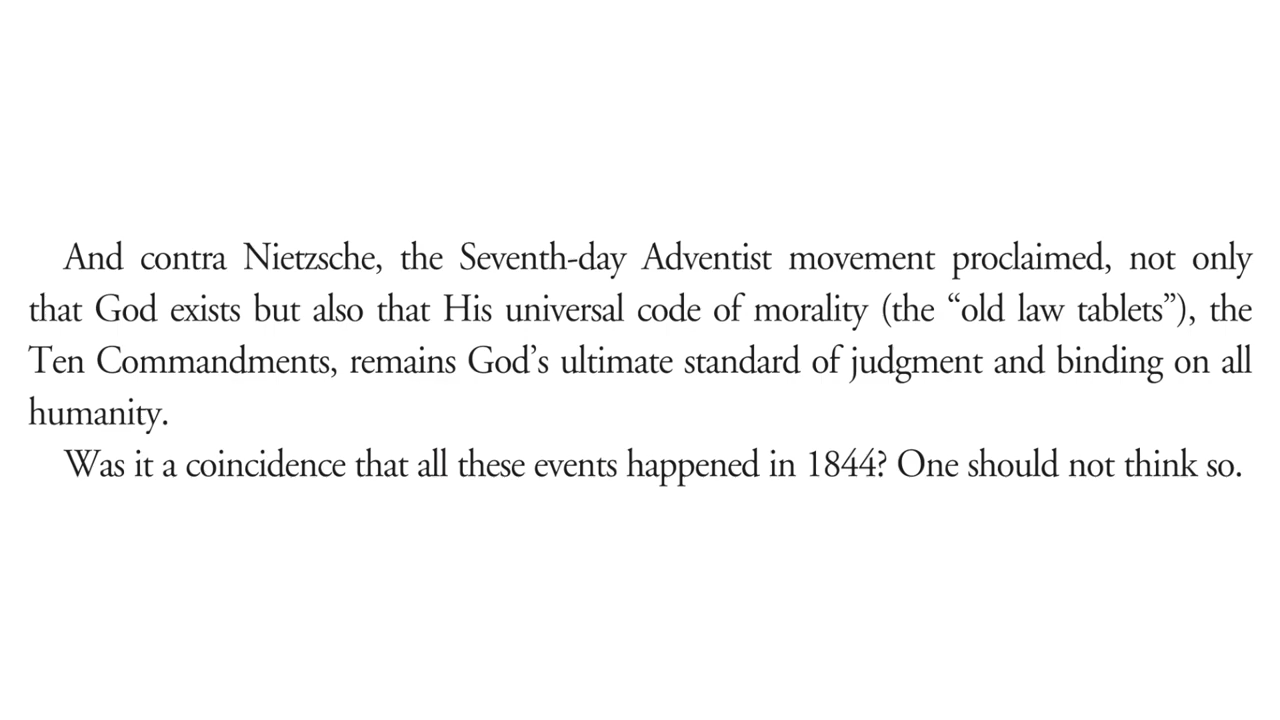 And contra Nietzsche, the Seventh-day Adventist movement proclaimed, not only
that God exists but also that His universal code of morality (the “old law tablets”), the
Ten Commandments, remains God’s ultimate standard of judgment and binding on all
humanity.
Was it a coincidence that all these events happened in 1844? One should not think so.